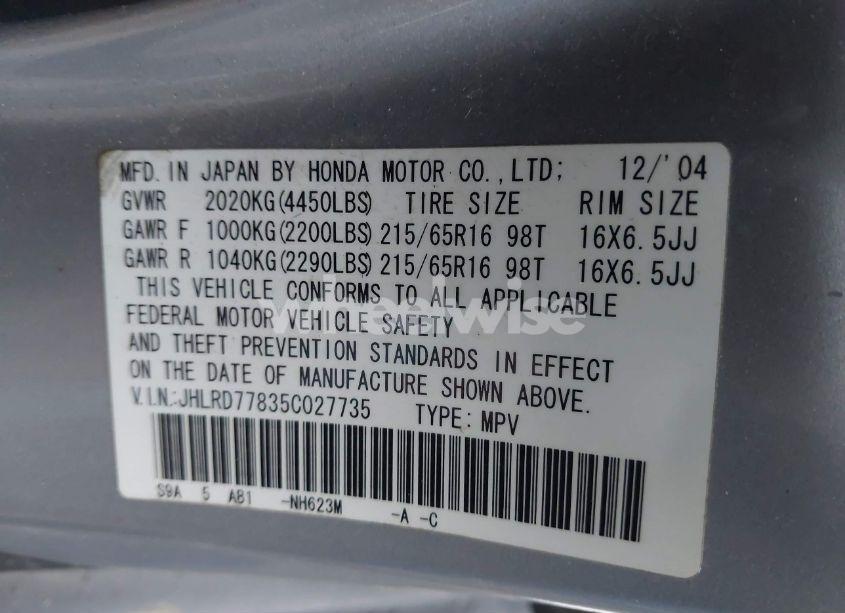 MFD. IN JAPAN BY HONDA MOTOR CO., LTD: 12/'04
GVWR 2020KG(4450LBS) TIRE SIZE RIM SIZE
GAWR F 1000KG(2200LBS) 215/65R16 98T 16X6.5JJ
GAWR R 1040KG(2290LBS) 215/65R16 98T 16X6.5JJ
THIS VEHICLE CONFORMS TO ALL APPLICABLE
FEDERAL MOTOR VEHICLE SAFETY
wheelwise
AND THEFT PREVENTION STANDARDS IN EFFECT
ON THE DATE OF MANUFACTURE SHOWN ABOVE.
V.I.N.:JHLRD77835C027735 TYPE: MPV
S9A 5 AB1 -NH623M -A -C